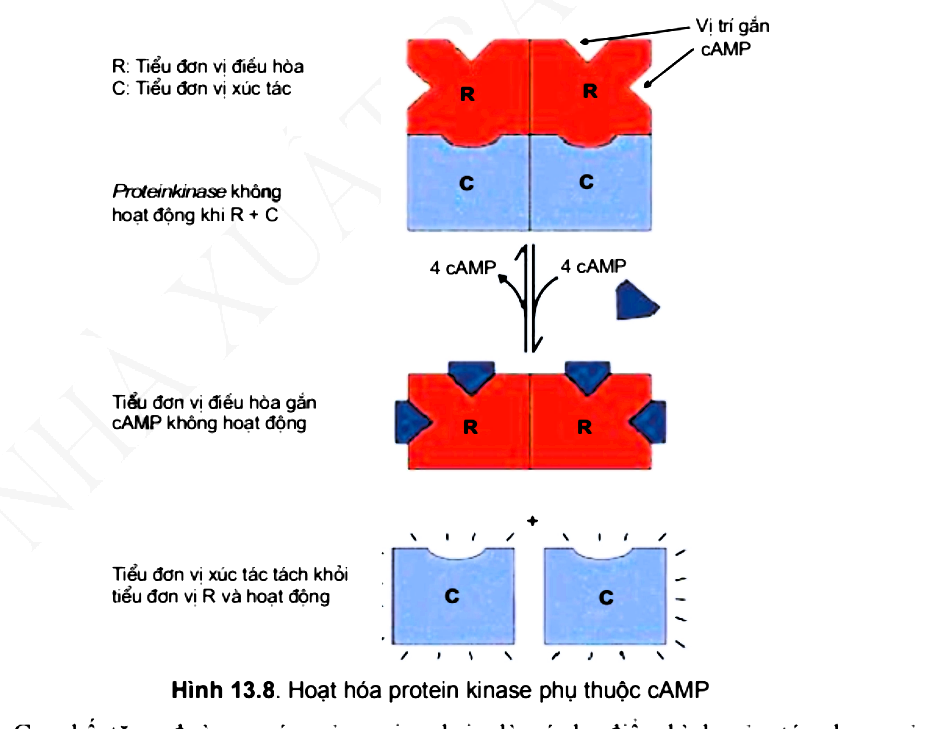 Vị trí gắn
cAMP
R: Tiểu đơn vị điều hòa
C: Tiểu đơn vị xúc tác
R R
C C
Proteinkinase không
hoạt động khi R + C
4 cAMP 4 cAMP
Tiểu đơn vị điều hòa gắn
cAMP không hoạt động
R R
+
Tiểu đơn vị xúc tác tách khỏi
tiểu đơn vị R và hoạt động
C C
Hình 13.8. Hoạt hóa protein kinase phụ thuộc cAMP
NHÀ XUẤT